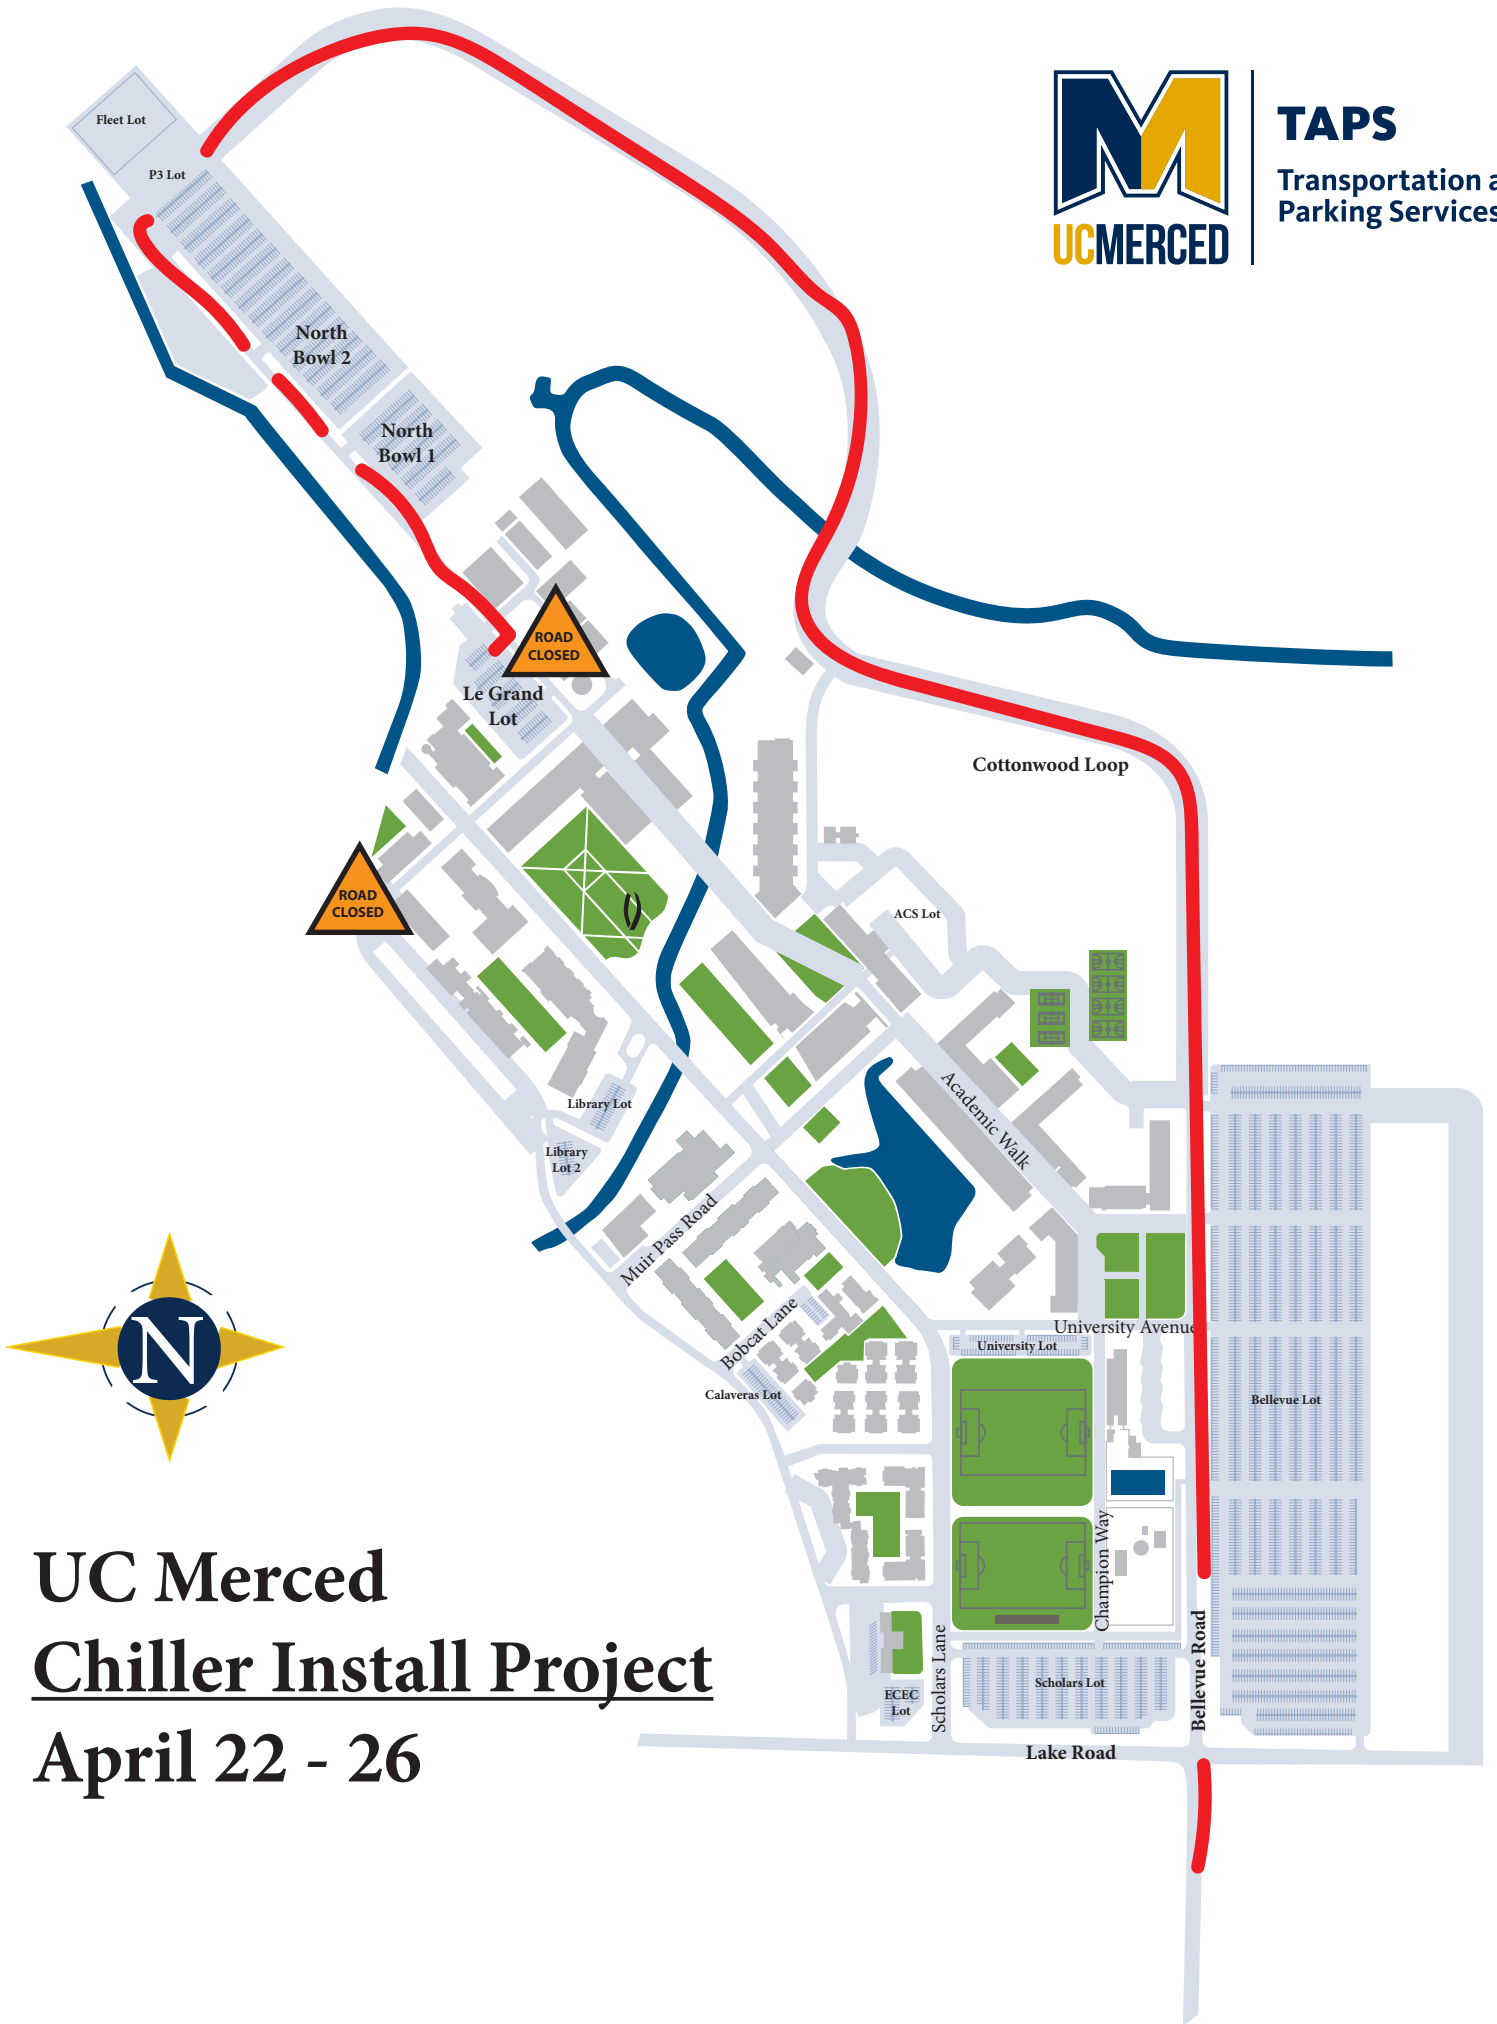 Fleet Lot
P3 Lot
TAPS
Transportation a
Parking Services
UCMERCED
North
Bowl 2
North
Bowl 1
ROAD
CLOSED
Le Grand
Lot
Cottonwood Loop
ROAD
CLOSED
ACS Lot
Academic Walk
Library Lot
Library
Lot 2
Muir Pass Road
Bobcat Lane
University Avenue
University Lot
Calaveras Lot
Bellevue Lot
N
Champion Way
Scholars Lane
Bellevue Road
Scholars Lot
ECEC
Lot
Lake Road
UC Merced
Chiller Install Project
April 22 - 26